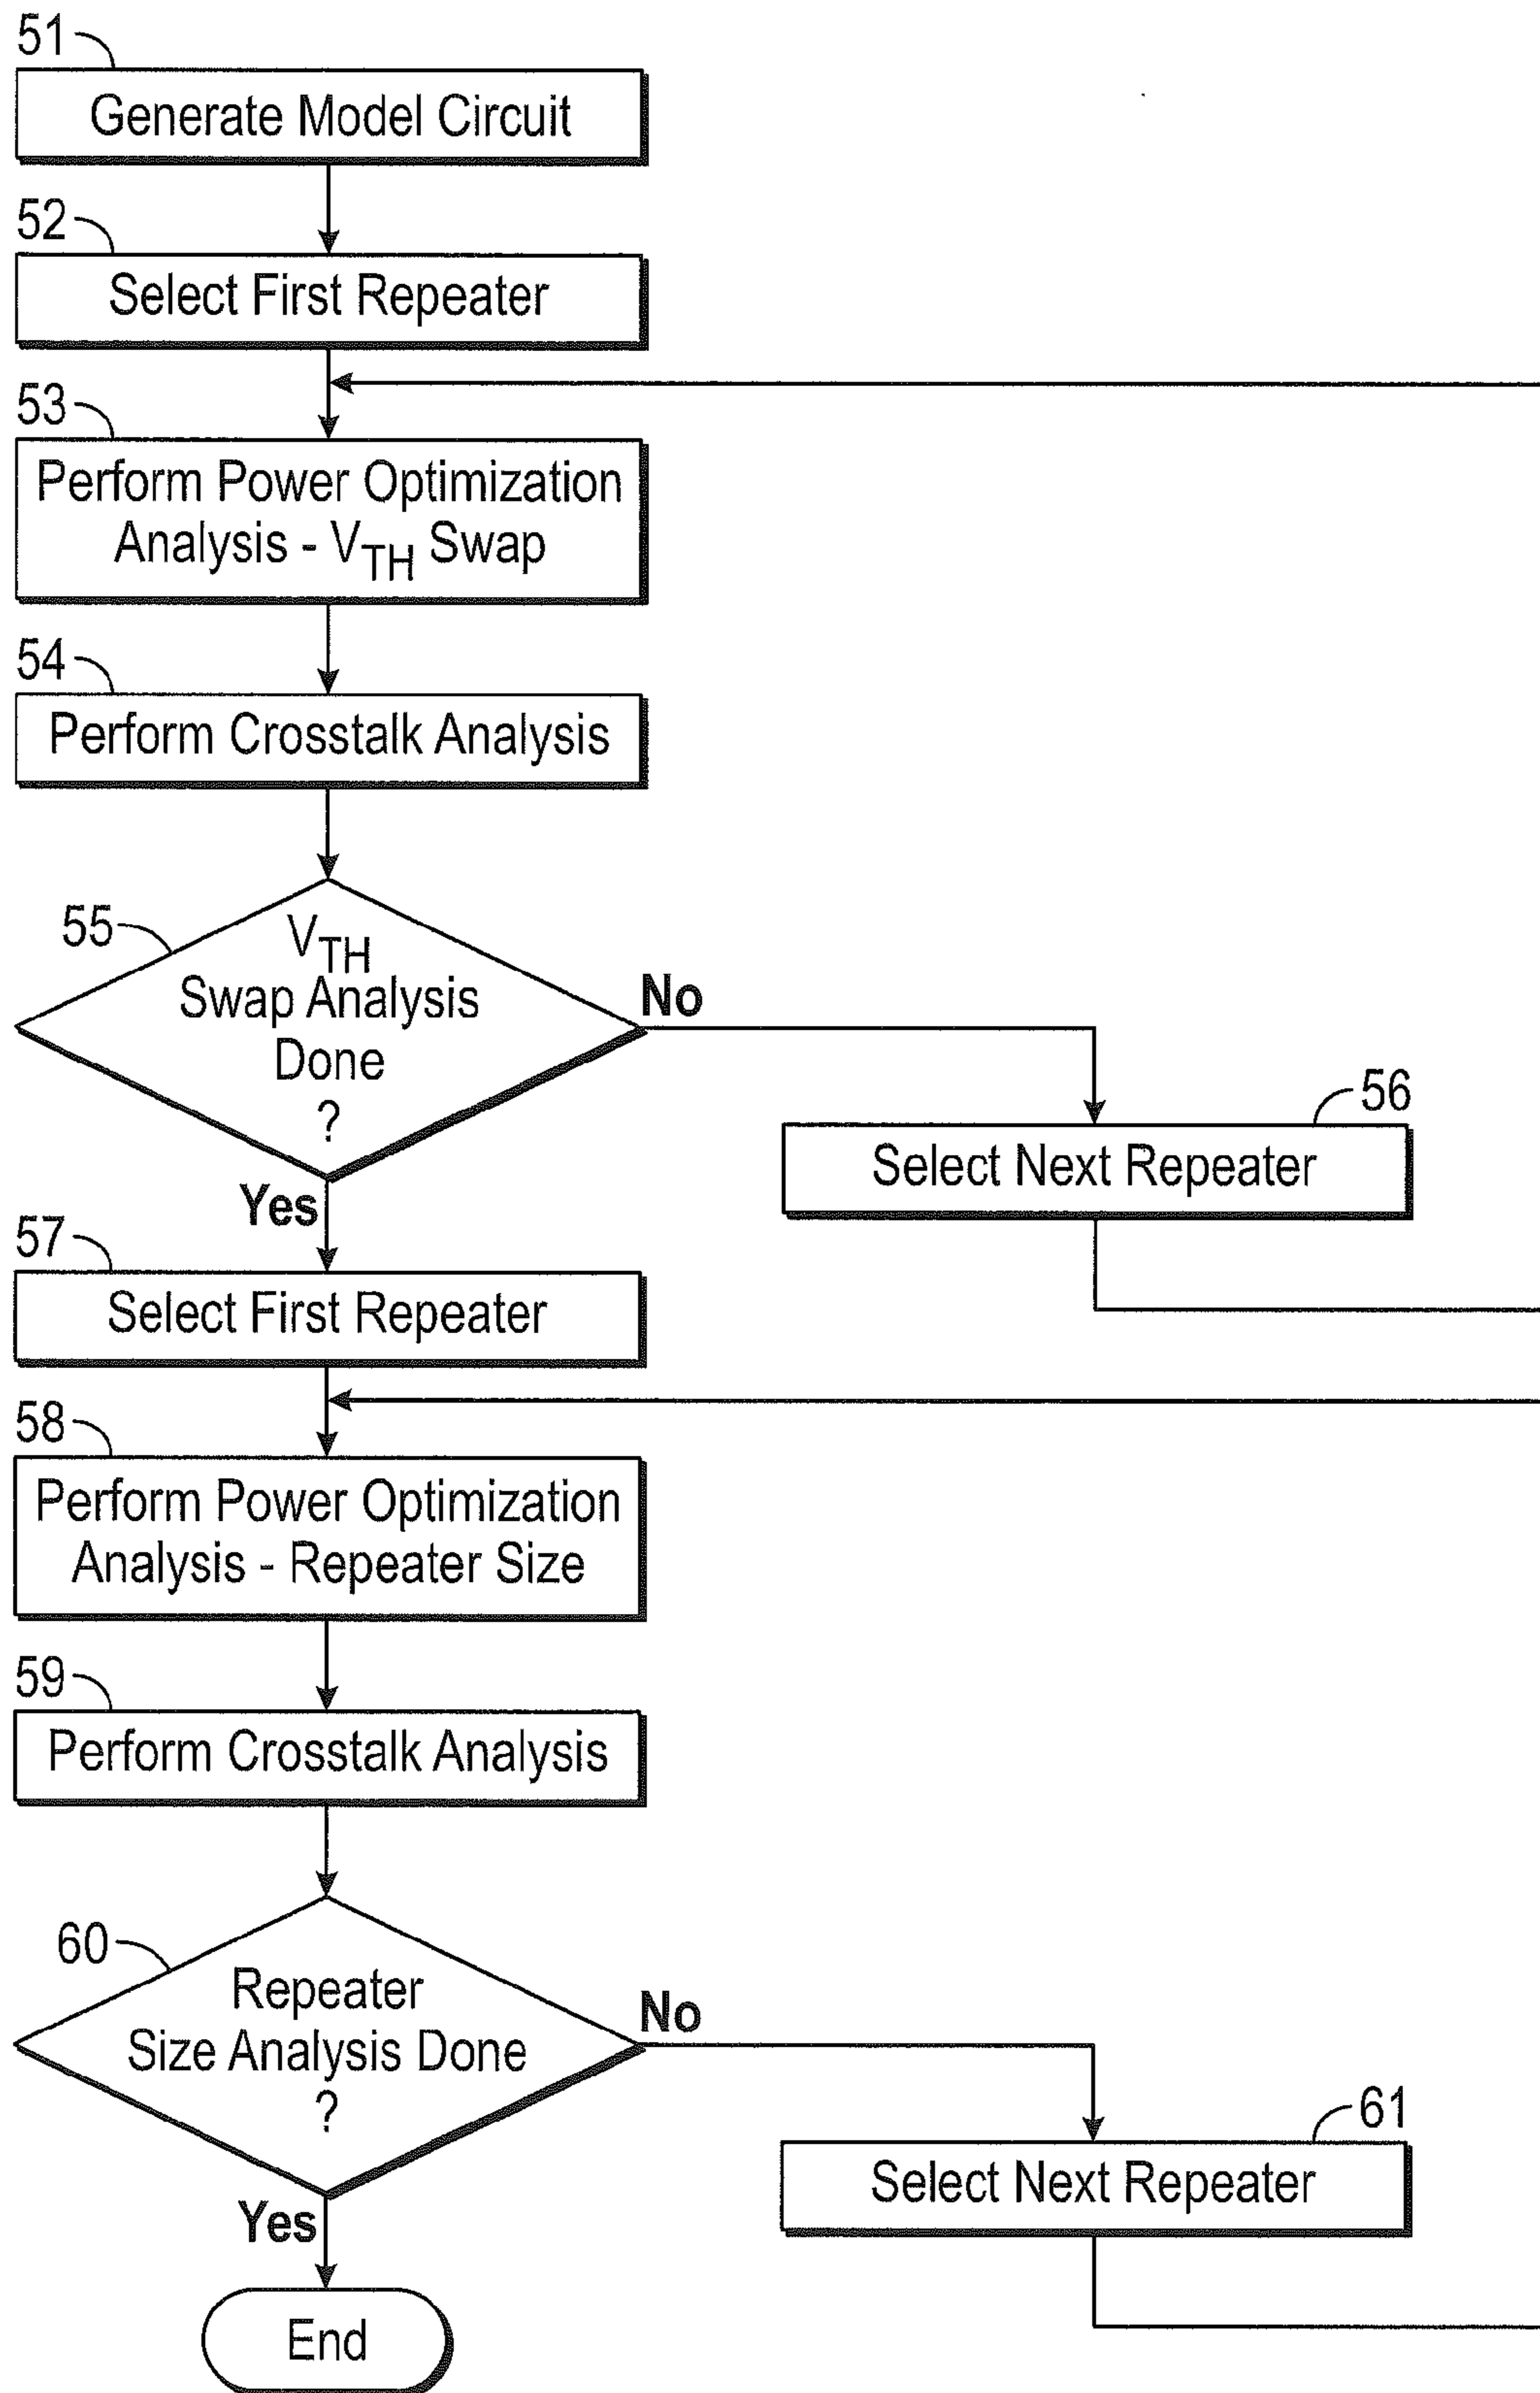 51
Generate Model Circuit
52
Select First Repeater
53
Perform Power Optimization
Analysis - VTH Swap
54
Perform Crosstalk Analysis
55
VTH
Swap Analysis
Done
?
No
Yes
56
Select Next Repeater
57
Select First Repeater
58
Perform Power Optimization
Analysis - Repeater Size
59
Perform Crosstalk Analysis
60
Repeater
Size Analysis Done
?
No
Yes
61
Select Next Repeater
End